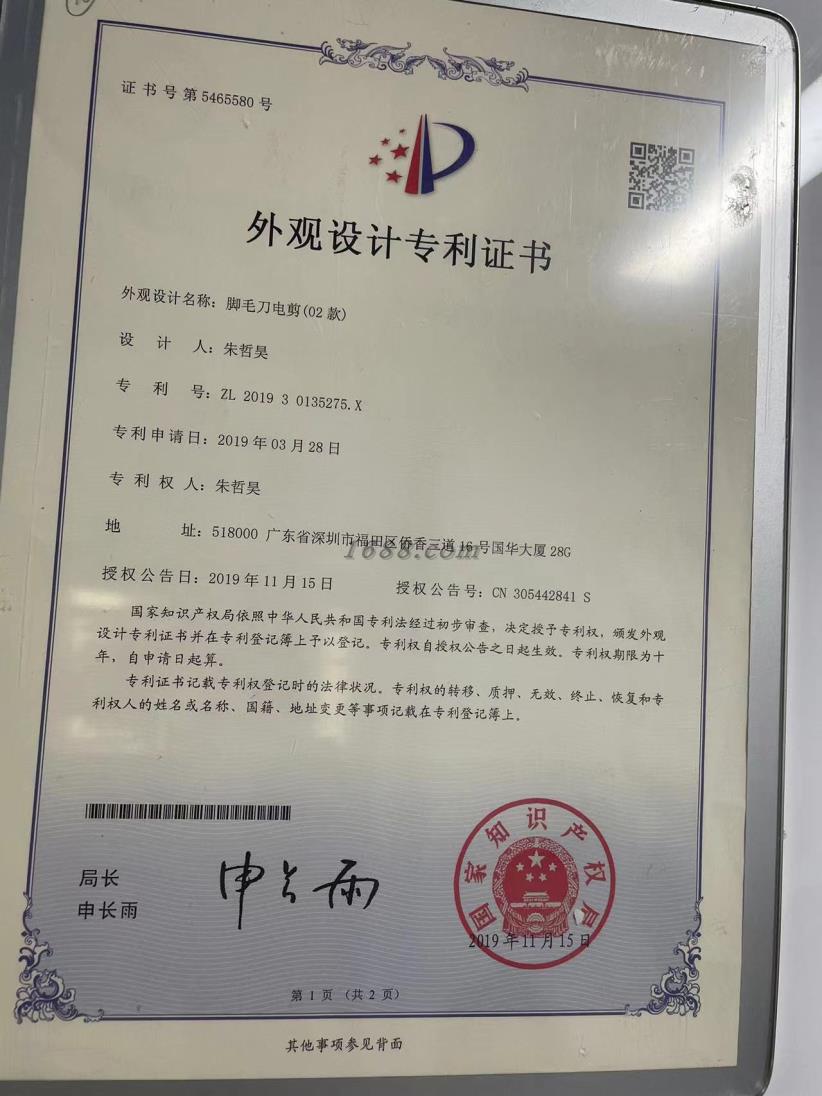 证书号第5465580号
外观设计专利证书
外观设计名称：脚毛刀电剪(02款)
设计人：朱哲昊
专利号：ZL 2019 3 0135275.X
专利申请日：2019年03月28日
专利权人：朱哲昊
地址：518000 广东省深圳市福田区侨香三道16号国华大厦28G
1688.com
授权公告日：2019年11月15日 授权公告号：CN 305442841 S
国家知识产权局依照中华人民共和国专利法经过初步审查，决定授予专利权，颁发外观
设计专利证书并在专利登记簿上予以登记。专利权自授权公告之日起生效。专利权期限为十
年，自申请日起算。
专利证书记载专利权登记时的法律状况。专利权的转移、质押、无效、终止、恢复和专
利权人的姓名或名称、国籍、地址变更等事项记载在专利登记簿上。
局长
申长雨
申长雨
国家知识产权局
2019年11月15日
第1页（共2页）
其他事项参见背面